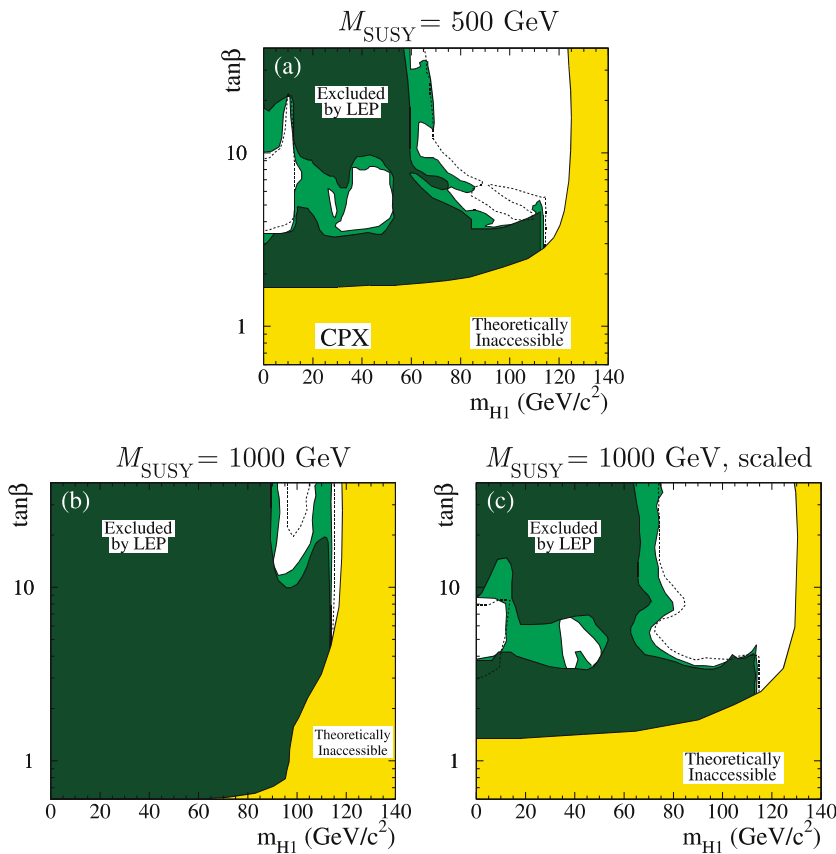 M_SUSY = 500 GeV
tanβ
(a)
Excluded
by LEP
10
1
CPX
Theoretically
Inaccessible
0 20 40 60 80 100 120 140
m_H1 (GeV/c²)
M_SUSY = 1000 GeV
tanβ
(b)
Excluded
by LEP
10
1
Theoretically
Inaccessible
0 20 40 60 80 100 120 140
m_H1 (GeV/c²)
M_SUSY = 1000 GeV, scaled
tanβ
(c)
Excluded
by LEP
10
1
Theoretically
Inaccessible
0 20 40 60 80 100 120 140
m_H1 (GeV/c²)